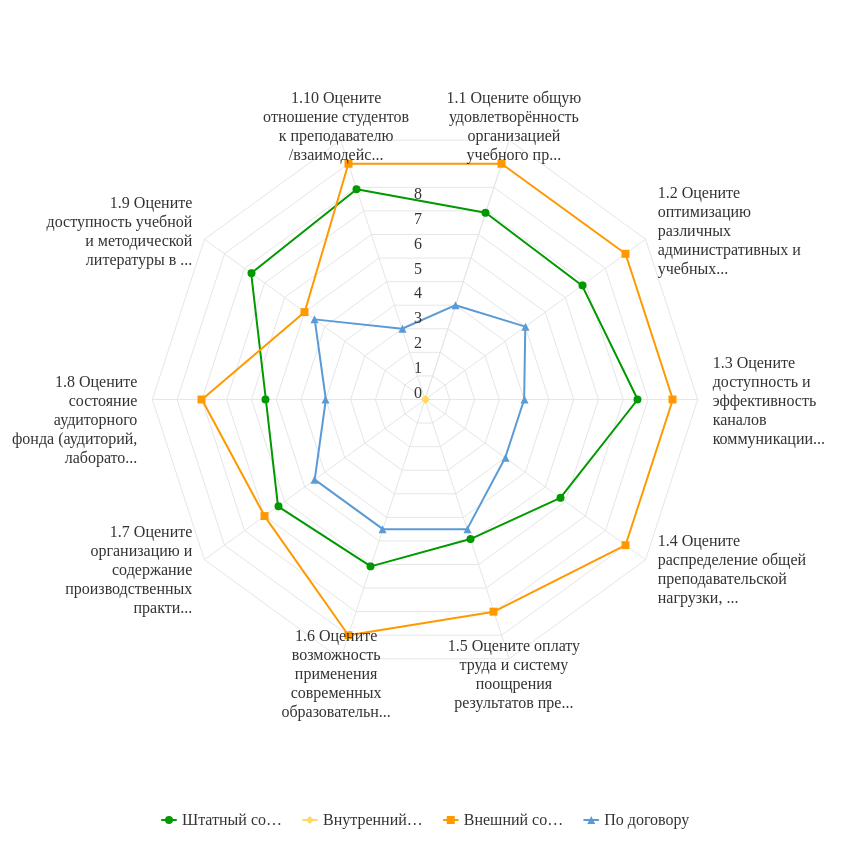 1.10 Оцените
отношение студентов
к преподавателю
/взаимодейс...
1.1 Оцените общую
удовлетворённость
организацией
учебного пр...
1.2 Оцените
оптимизацию
различных
административных и
учебных...
1.3 Оцените
доступность и
эффективность
каналов
коммуникации...
1.4 Оцените
распределение общей
преподавательской
нагрузки, ...
1.5 Оцените оплату
труда и систему
поощрения
результатов пре...
1.6 Оцените
возможность
применения
современных
образовательн...
1.7 Оцените
организацию и
содержание
производственных
практи...
1.8 Оцените
состояние
аудиторного
фонда (аудиторий,
лаборато...
1.9 Оцените
доступность учебной
и методической
литературы в ...
8
7
6
5
4
3
2
1
0
Штатный со…
Внутренний…
Внешний со…
По договору